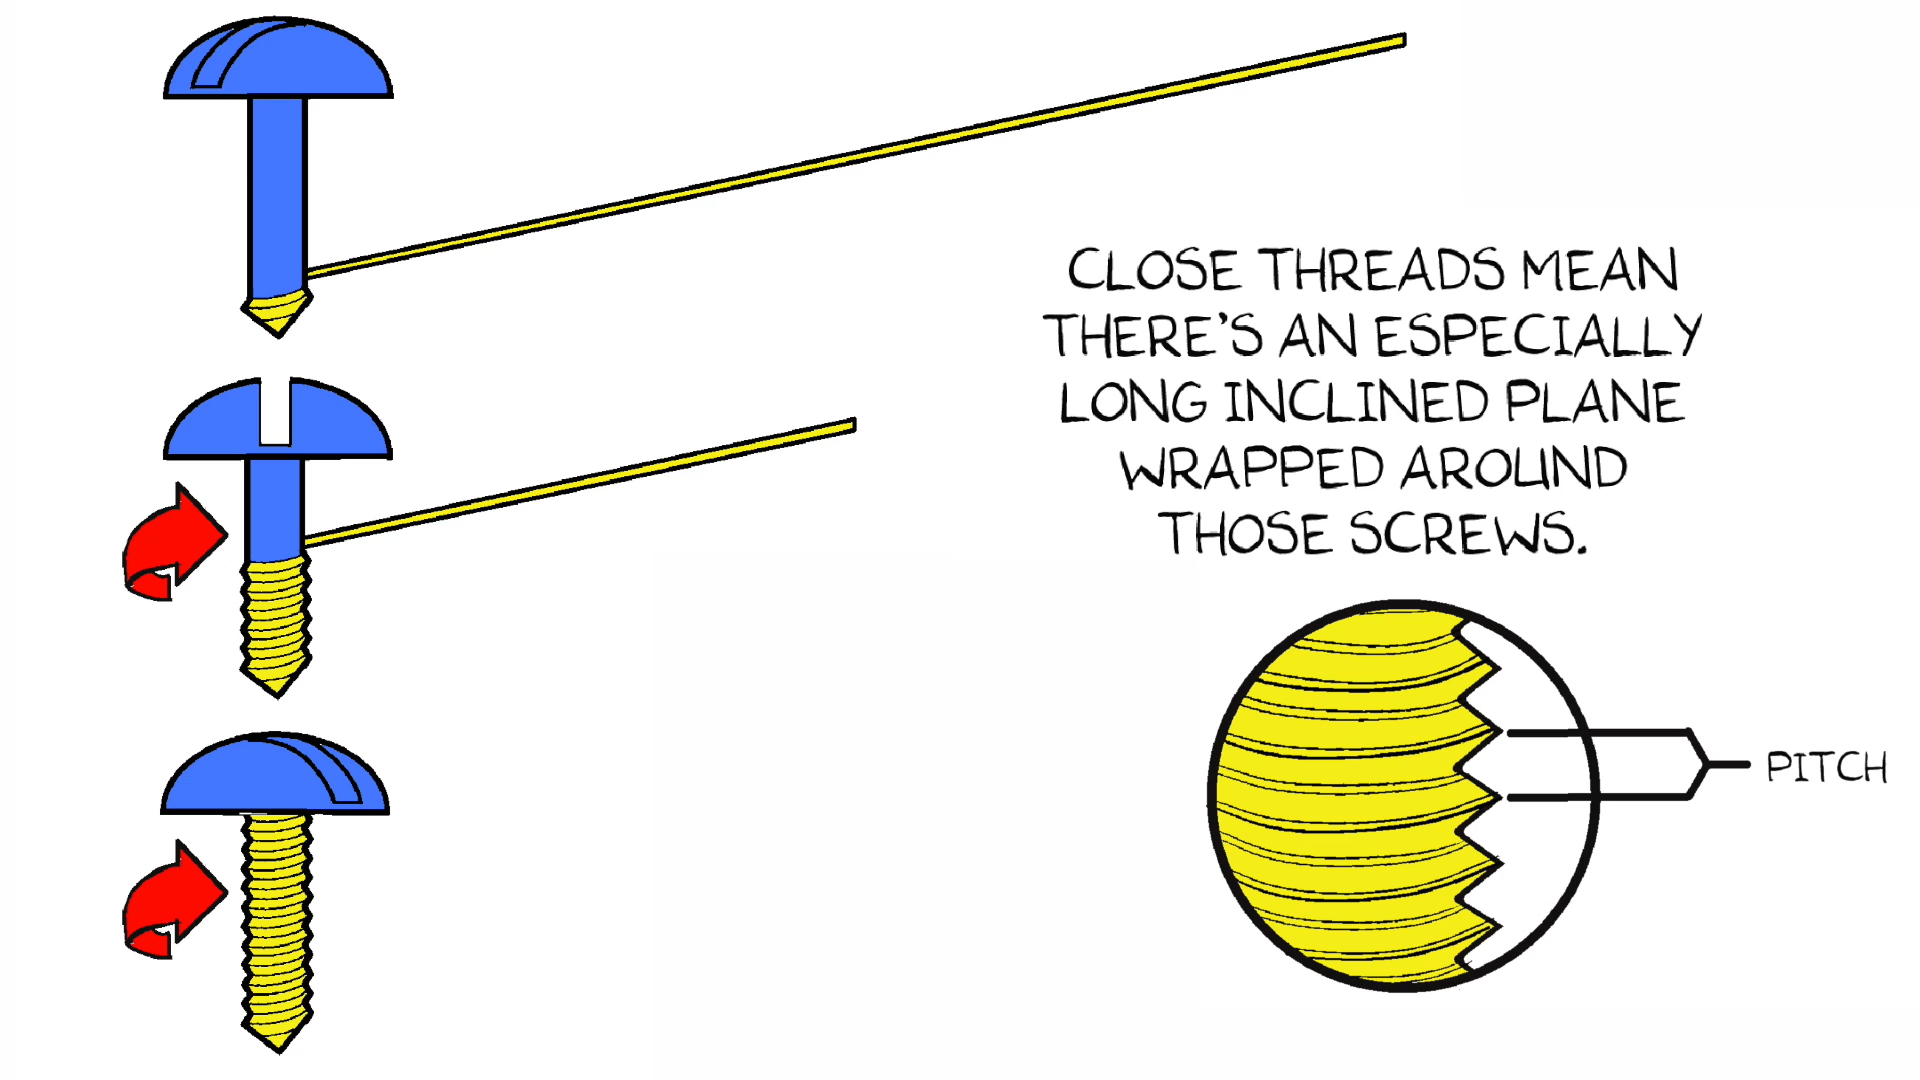 CLOSE THREADS MEAN
THERE'S AN ESPECIALLY
LONG INCLINED PLANE
WRAPPED AROUND
THOSE SCREWS.
PITCH